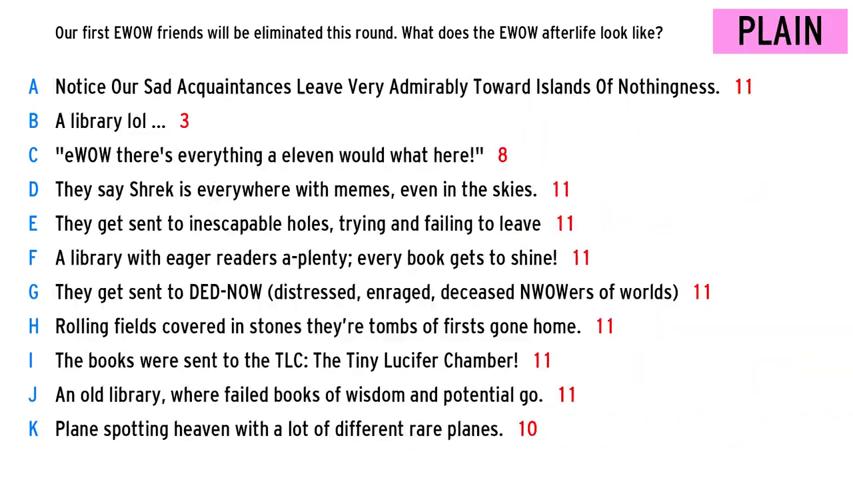 Our first EWOW friends will be eliminated this round. What does the EWOW afterlife look like?
PLAIN
A Notice Our Sad Acquaintances Leave Very Admirably Toward Islands Of Nothingness. 11
B A library lol ... 3
C "eWOW there's everything a eleven would what here!" 8
D They say Shrek is everywhere with memes, even in the skies. 11
E They get sent to inescapable holes, trying and failing to leave 11
F A library with eager readers a-plenty; every book gets to shine! 11
G They get sent to DED-NOW (distressed, enraged, deceased NWOWers of worlds) 11
H Rolling fields covered in stones they're tombs of firsts gone home. 11
I The books were sent to the TLC: The Tiny Lucifer Chamber! 11
J An old library, where failed books of wisdom and potential go. 11
K Plane spotting heaven with a lot of different rare planes. 10